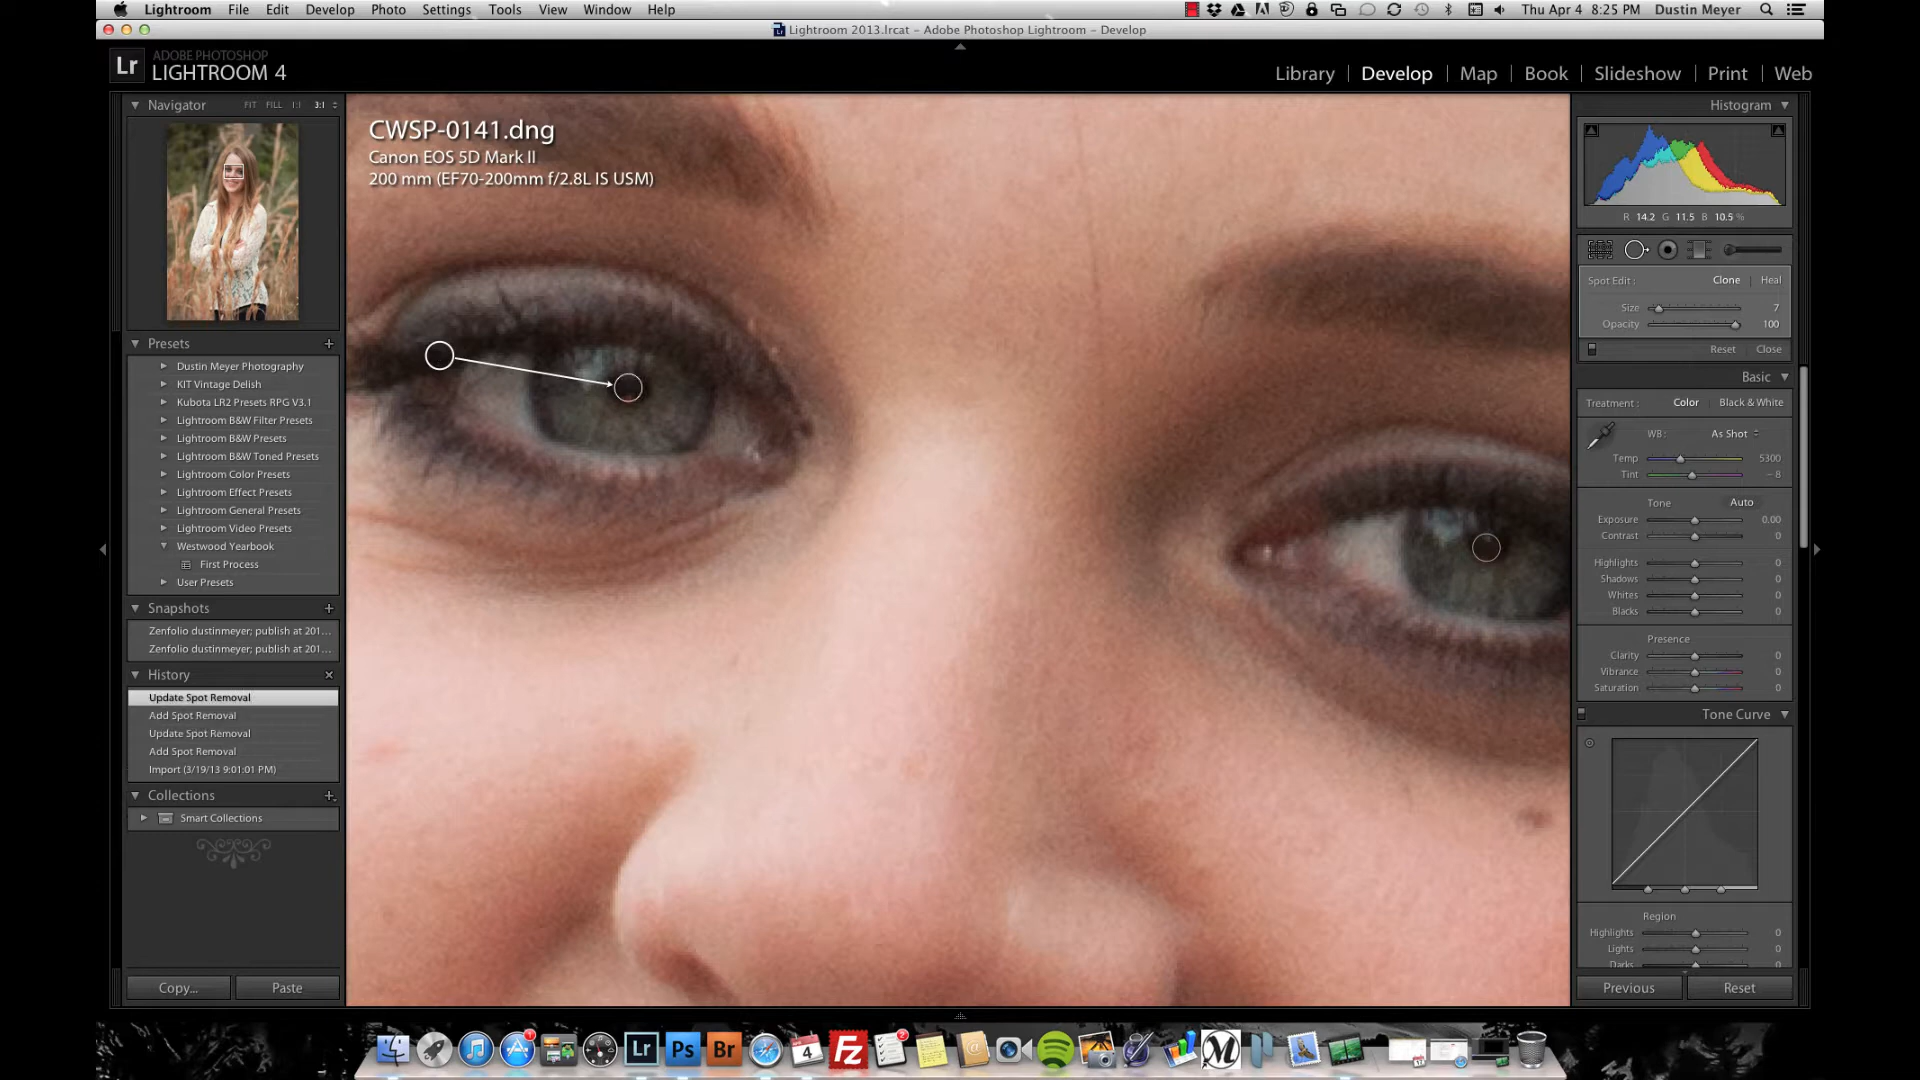 Lightroom File Edit Develop Photo Settings Tools View Window Help Thu Apr 4 8:25 PM Dustin Meyer
Lightroom 2013.lrcat – Adobe Photoshop Lightroom – Develop
Lr ADOBE PHOTOSHOP
LIGHTROOM 4
Library | Develop | Map | Book | Slideshow | Print | Web
Navigator FIT FILL 1:1 3:1
Presets +
Dustin Meyer Photography
KIT Vintage Delish
Kubota LR2 Presets RPG V3.1
Lightroom B&W Filter Presets
Lightroom B&W Presets
Lightroom B&W Toned Presets
Lightroom Color Presets
Lightroom Effect Presets
Lightroom General Presets
Lightroom Video Presets
Westwood Yearbook
First Process
User Presets
Snapshots +
Zenfolio dustinmeyer; publish at 201...
Zenfolio dustinmeyer; publish at 201...
History ×
Update Spot Removal
Add Spot Removal
Update Spot Removal
Add Spot Removal
Import (3/19/13 9:01:01 PM)
Collections +
Smart Collections
Copy... Paste
CWSP-0141.dng
Canon EOS 5D Mark II
200 mm (EF70-200mm f/2.8L IS USM)
Histogram
R 14.2 G 11.5 B 10.5 %
Spot Edit : Clone | Heal
Size 7
Opacity 100
Reset Close
Basic
Treatment : Color | Black & White
WB : As Shot
Temp 5300
Tint – 8
Tone Auto
Exposure 0.00
Contrast 0
Highlights 0
Shadows 0
Whites 0
Blacks 0
Presence
Clarity 0
Vibrance 0
Saturation 0
Tone Curve
Region
Highlights 0
Lights 0
Darks 0
Previous Reset
1 Lr Ps Br 4 Fz 2 @ M